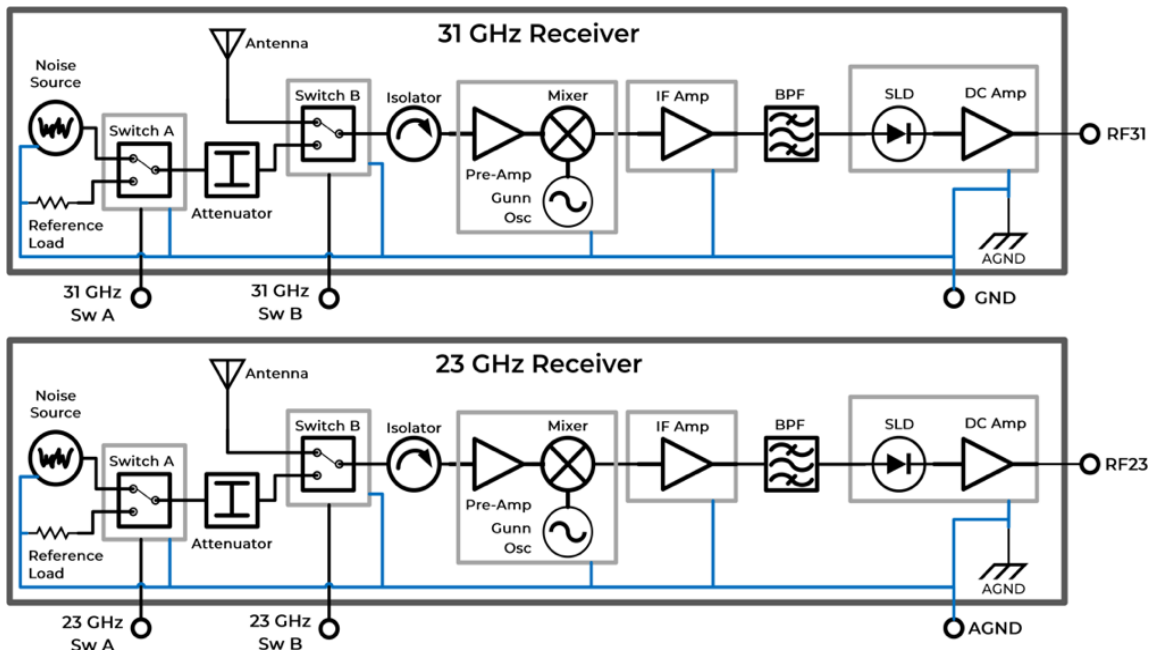 31 GHz Receiver
Antenna
Noise
Source
Switch A
Switch B
Isolator
Mixer
IF Amp
BPF
SLD
DC Amp
RF31
Pre-Amp
Gunn
Osc
Attenuator
Reference
Load
AGND
31 GHz
Sw A
31 GHz
Sw B
GND
23 GHz Receiver
Antenna
Noise
Source
Switch A
Switch B
Isolator
Mixer
IF Amp
BPF
SLD
DC Amp
RF23
Pre-Amp
Gunn
Osc
Attenuator
Reference
Load
AGND
23 GHz
Sw A
23 GHz
Sw B
AGND